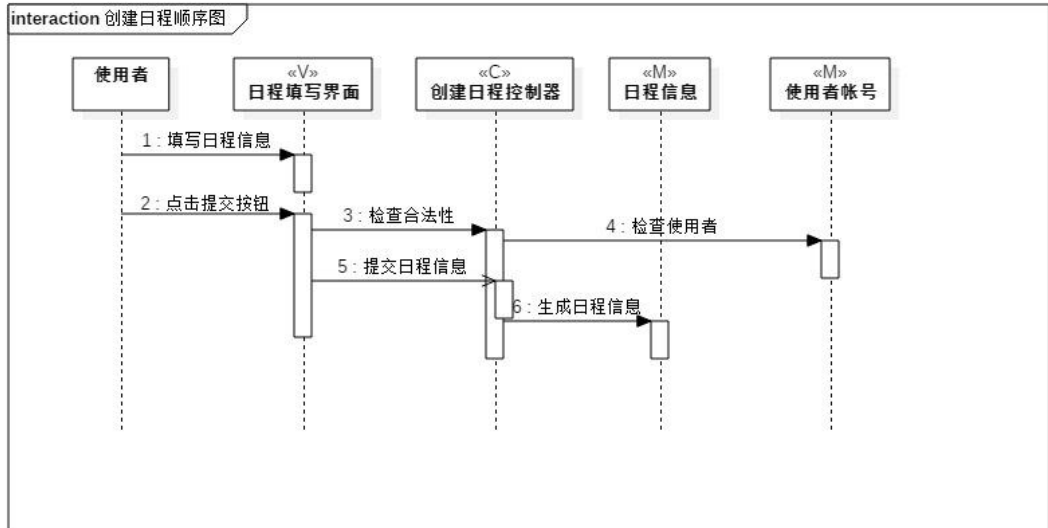 interaction 创建日程顺序图
使用者
«V»
日程填写界面
«C»
创建日程控制器
«M»
日程信息
«M»
使用者帐号
1 : 填写日程信息
2 : 点击提交按钮
3 : 检查合法性
4 : 检查使用者
5 : 提交日程信息
6 : 生成日程信息